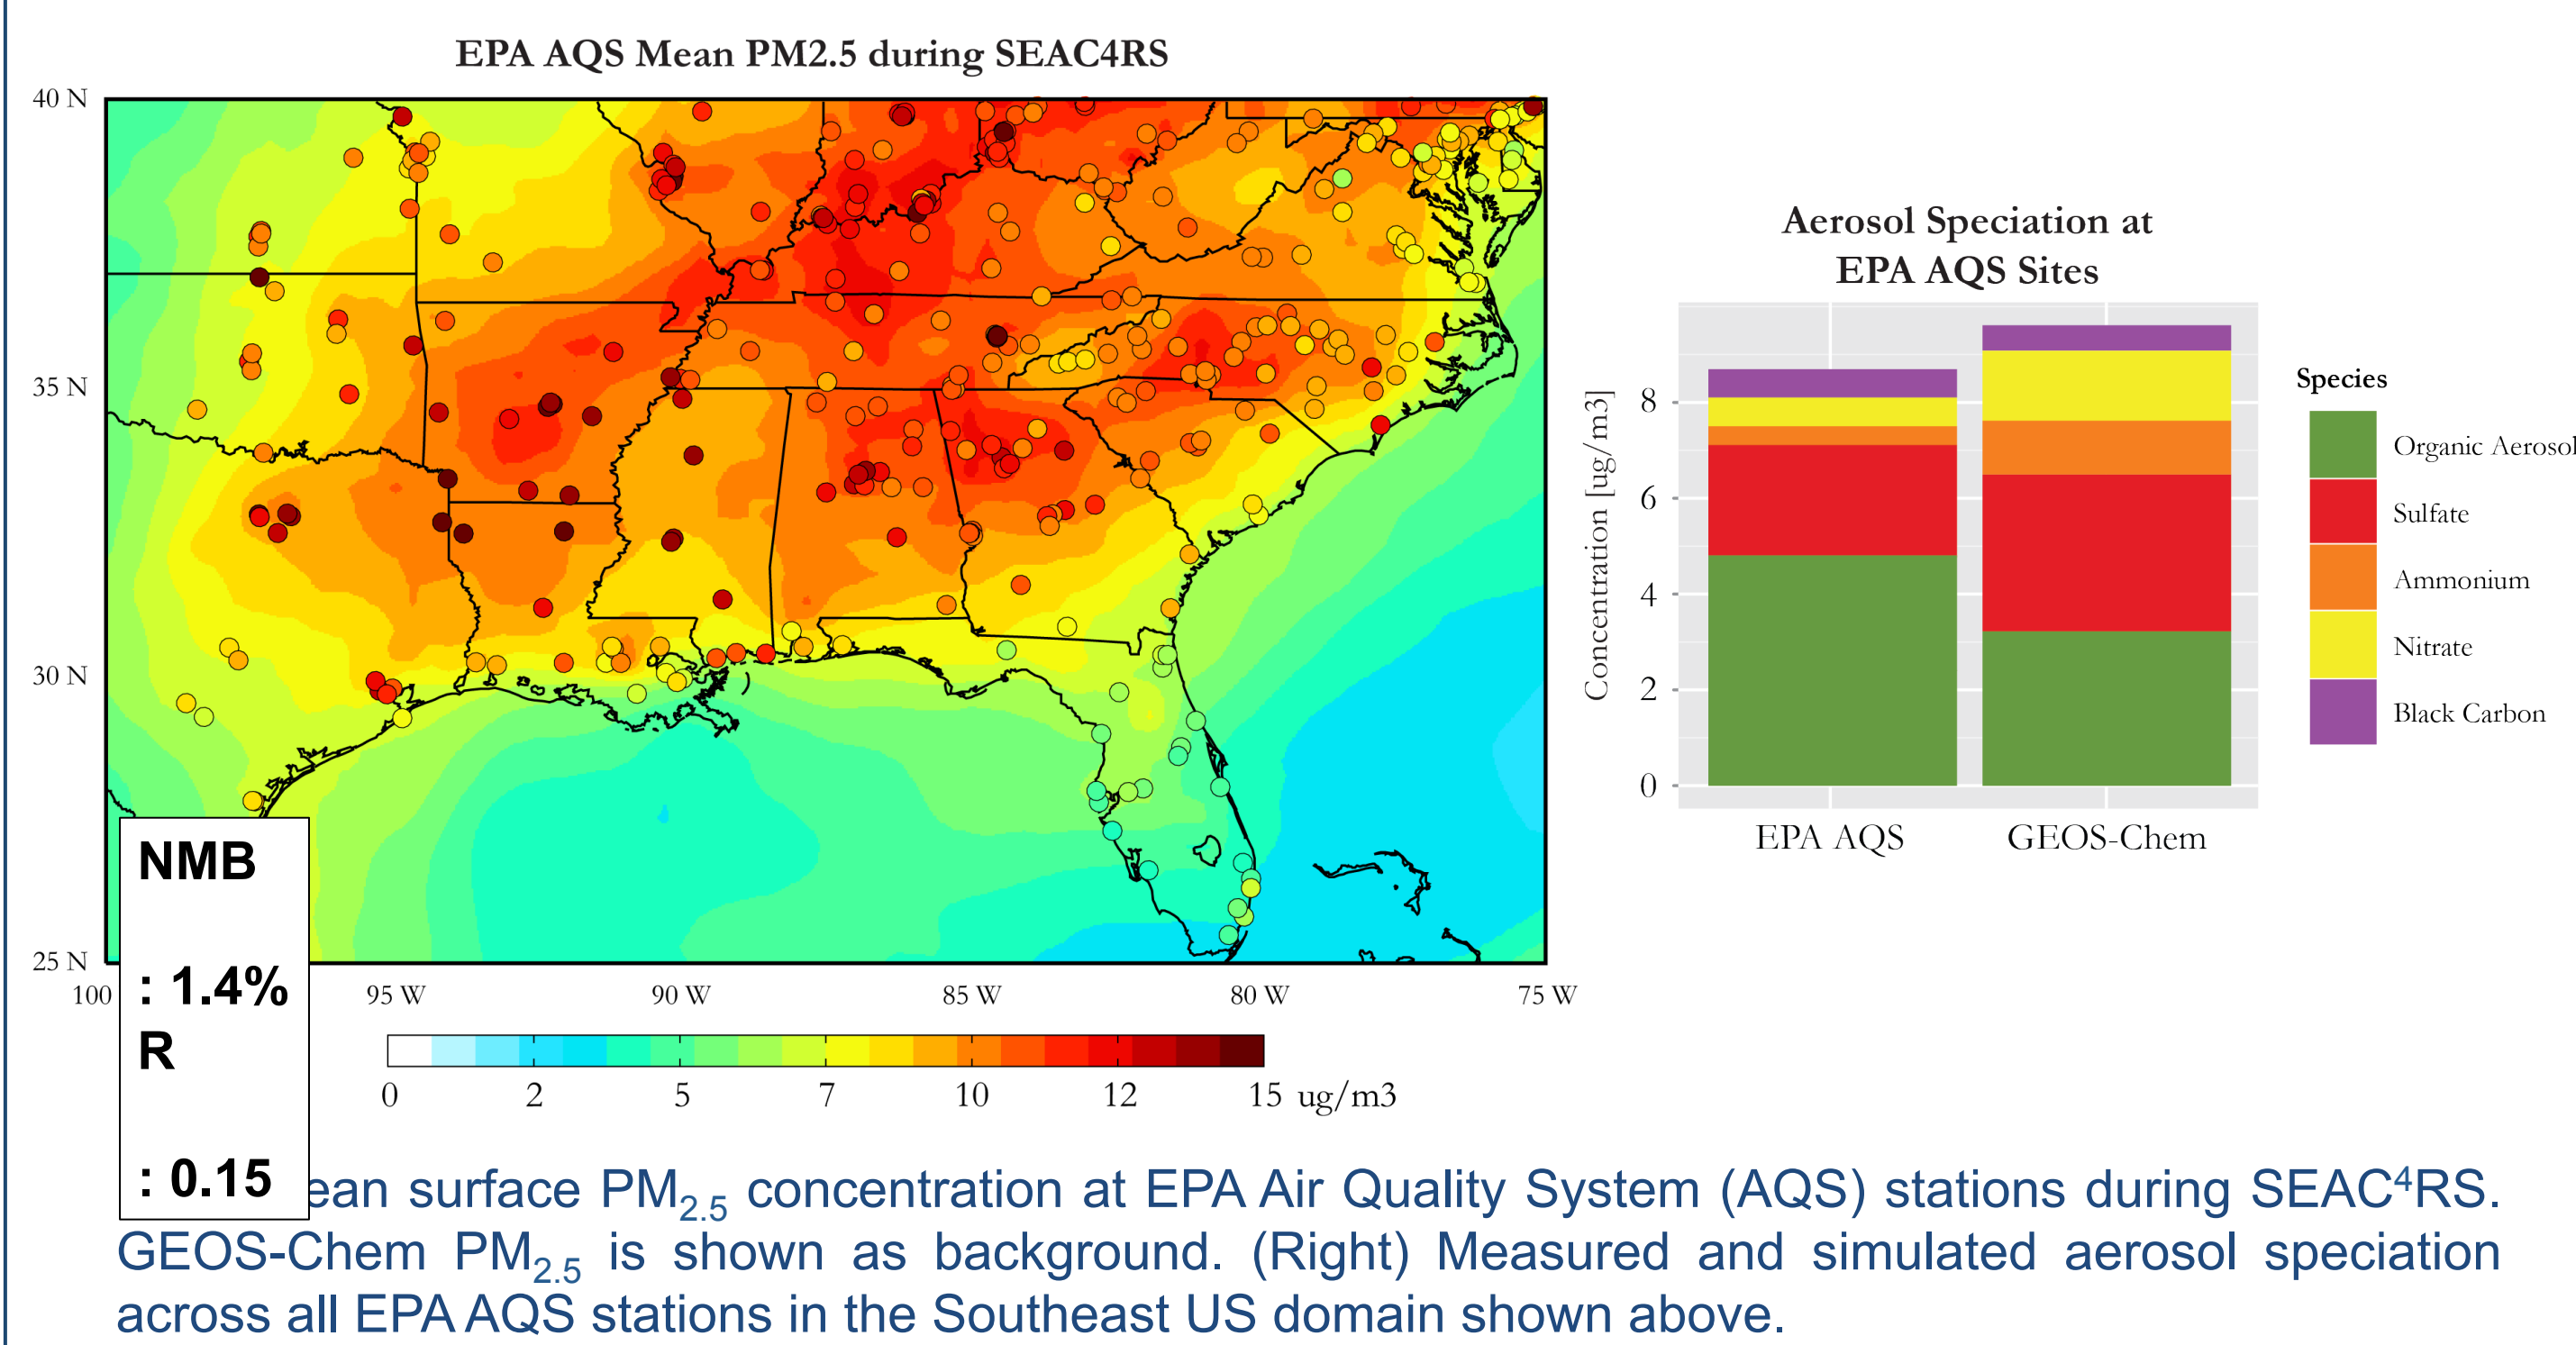 EPA AQS Mean PM2.5 during SEAC4RS
40 N
35 N
30 N
25 N
100
95 W
90 W
85 W
80 W
75 W
NMB
: 1.4%
R
: 0.15
0
2
5
7
10
12
15
ug/m3
Aerosol Speciation at
EPA AQS Sites
Concentration [ug/m3]
8
6
4
2
0
EPA AQS
GEOS-Chem
Species
Organic Aerosol
Sulfate
Ammonium
Nitrate
Black Carbon
ean surface PM2.5 concentration at EPA Air Quality System (AQS) stations during SEAC⁴RS.
GEOS-Chem PM2.5 is shown as background. (Right) Measured and simulated aerosol speciation
across all EPA AQS stations in the Southeast US domain shown above.